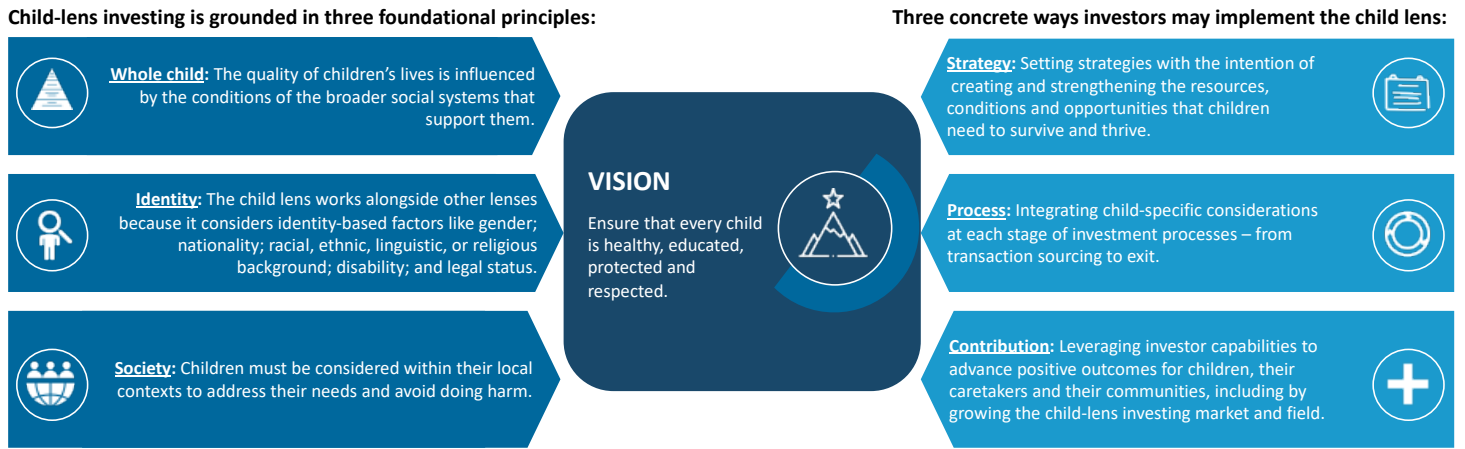 Child-lens investing is grounded in three foundational principles:
Whole child: The quality of children's lives is influenced
by the conditions of the broader social systems that
support them.
Identity: The child lens works alongside other lenses
because it considers identity-based factors like gender;
nationality; racial, ethnic, linguistic, or religious
background; disability; and legal status.
Society: Children must be considered within their local
contexts to address their needs and avoid doing harm.
VISION
Ensure that every child
is healthy, educated,
protected and
respected.
Three concrete ways investors may implement the child lens:
Strategy: Setting strategies with the intention of
creating and strengthening the resources,
conditions and opportunities that children
need to survive and thrive.
Process: Integrating child-specific considerations
at each stage of investment processes – from
transaction sourcing to exit.
Contribution: Leveraging investor capabilities to
advance positive outcomes for children, their
caretakers and their communities, including by
growing the child-lens investing market and field.